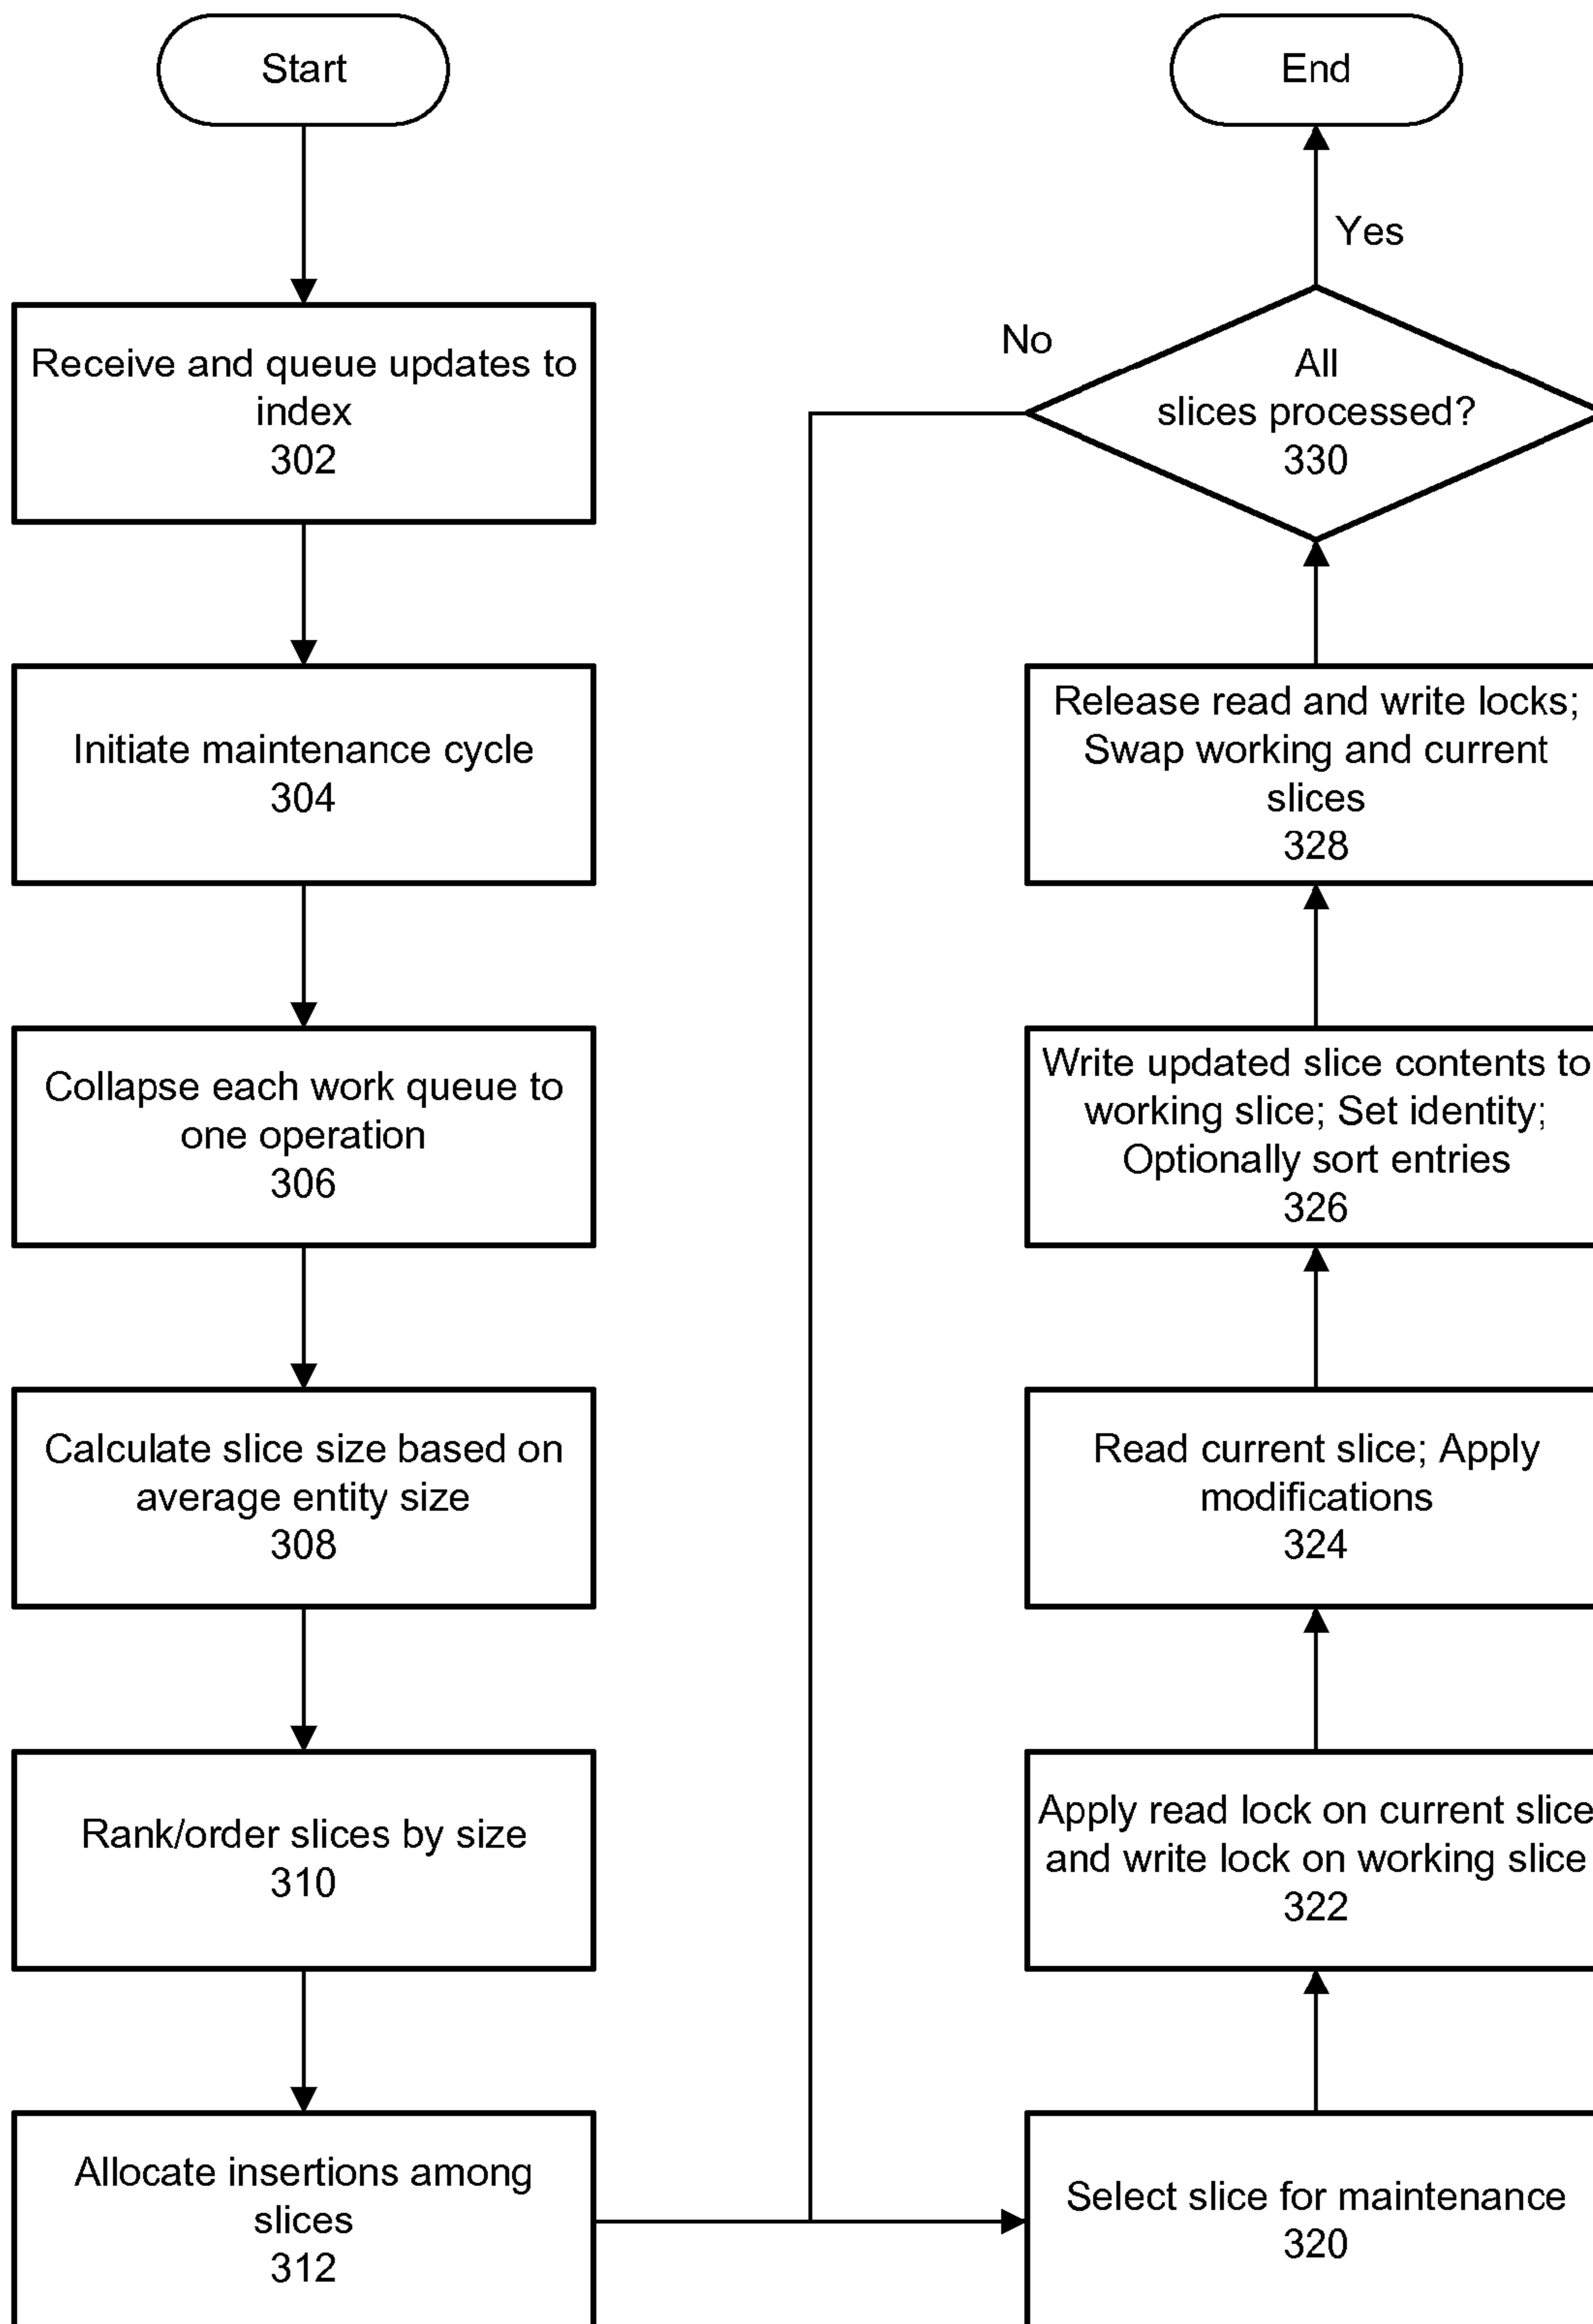 Start
Receive and queue updates to
index
302
Initiate maintenance cycle
304
Collapse each work queue to
one operation
306
Calculate slice size based on
average entity size
308
Rank/order slices by size
310
Allocate insertions among
slices
312
End
Yes
No
All
slices processed?
330
Release read and write locks;
Swap working and current
slices
328
Write updated slice contents to
working slice; Set identity;
Optionally sort entries
326
Read current slice; Apply
modifications
324
Apply read lock on current slice
and write lock on working slice
322
Select slice for maintenance
320